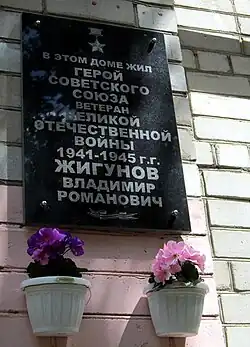 В ЭТОМ ДОМЕ ЖИЛ
ГЕРОЙ
СОВЕТСКОГО
СОЮЗА
ВЕТЕРАН
ВЕЛИКОЙ
ОТЕЧЕСТВЕННОЙ
ВОЙНЫ
1941-1945 г.г.
ЖИГУНОВ
ВЛАДИМИР
РОМАНОВИЧ